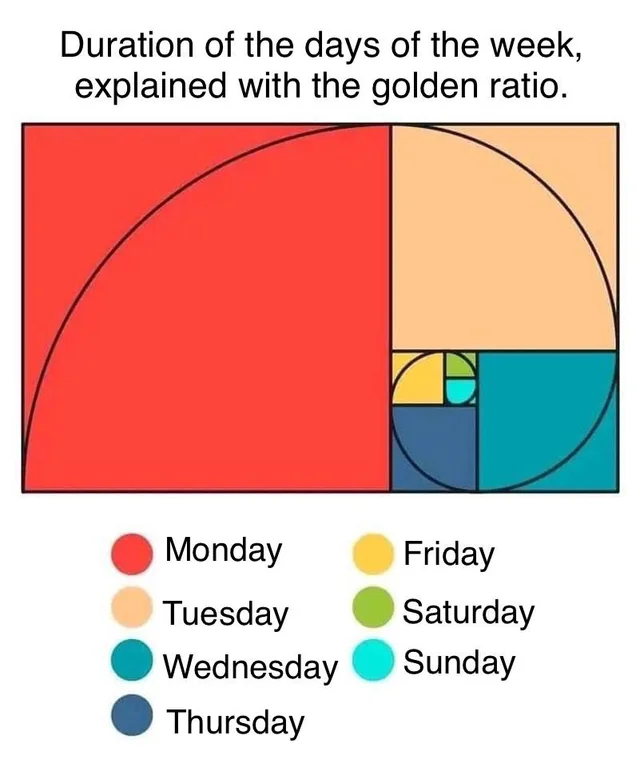 Duration of the days of the week,
explained with the golden ratio.
Monday
Tuesday
Wednesday
Thursday
Friday
Saturday
Sunday